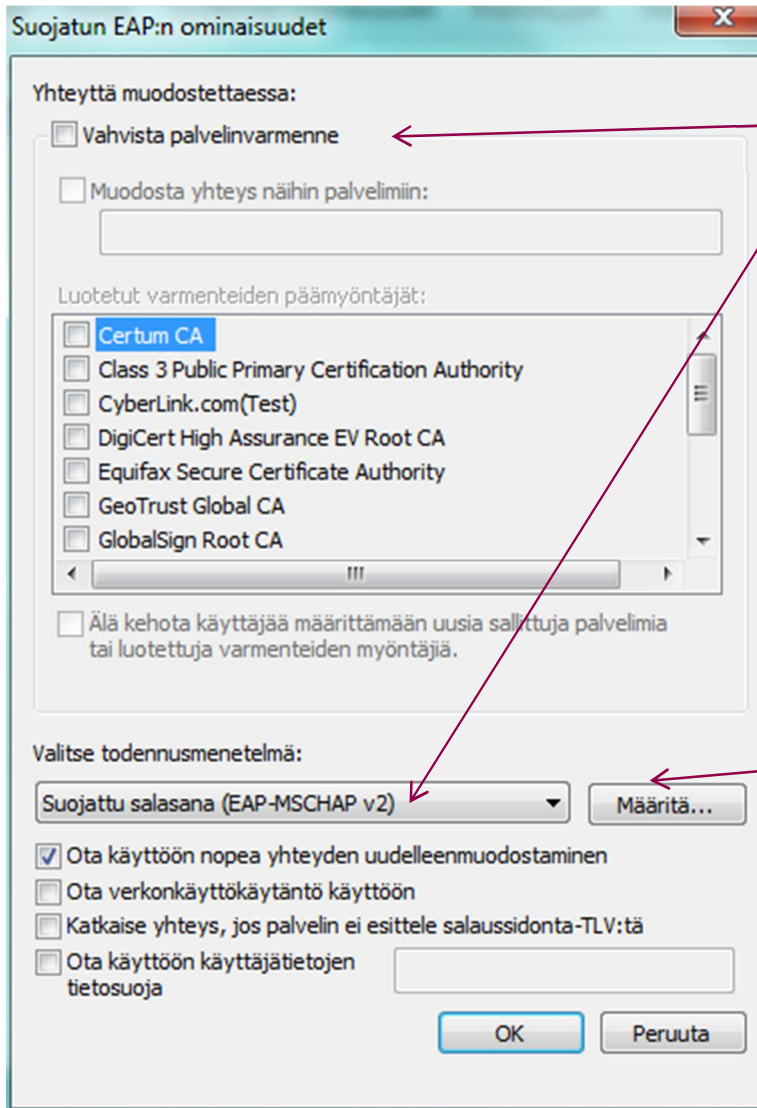 Suojatun EAP:n ominaisuudet
Yhteyttä muodostettaessa:
Vahvista palvelinvarmenne
Muodosta yhteys näihin palvelimiin:
Luotetut varmenteiden päämyöntäjät:
Certum CA
Class 3 Public Primary Certification Authority
CyberLink.com(Test)
DigiCert High Assurance EV Root CA
Equifax Secure Certificate Authority
GeoTrust Global CA
GlobalSign Root CA
Älä kehota käyttäjää määrittämään uusia sallittuja palvelimia
tai luotettuja varmenteiden myöntäjiä.
Valitse todennusmenetelmä:
Suojattu salasana (EAP-MSCHAP v2)
Määritä...
Ota käyttöön nopea yhteyden uudelleenmuodostaminen
Ota verkonkäyttökäytäntö käyttöön
Katkaise yhteys, jos palvelin ei esittele salaussidonta-TLV:tä
Ota käyttöön käyttäjätietojen
tietosuoja
OK
Peruuta